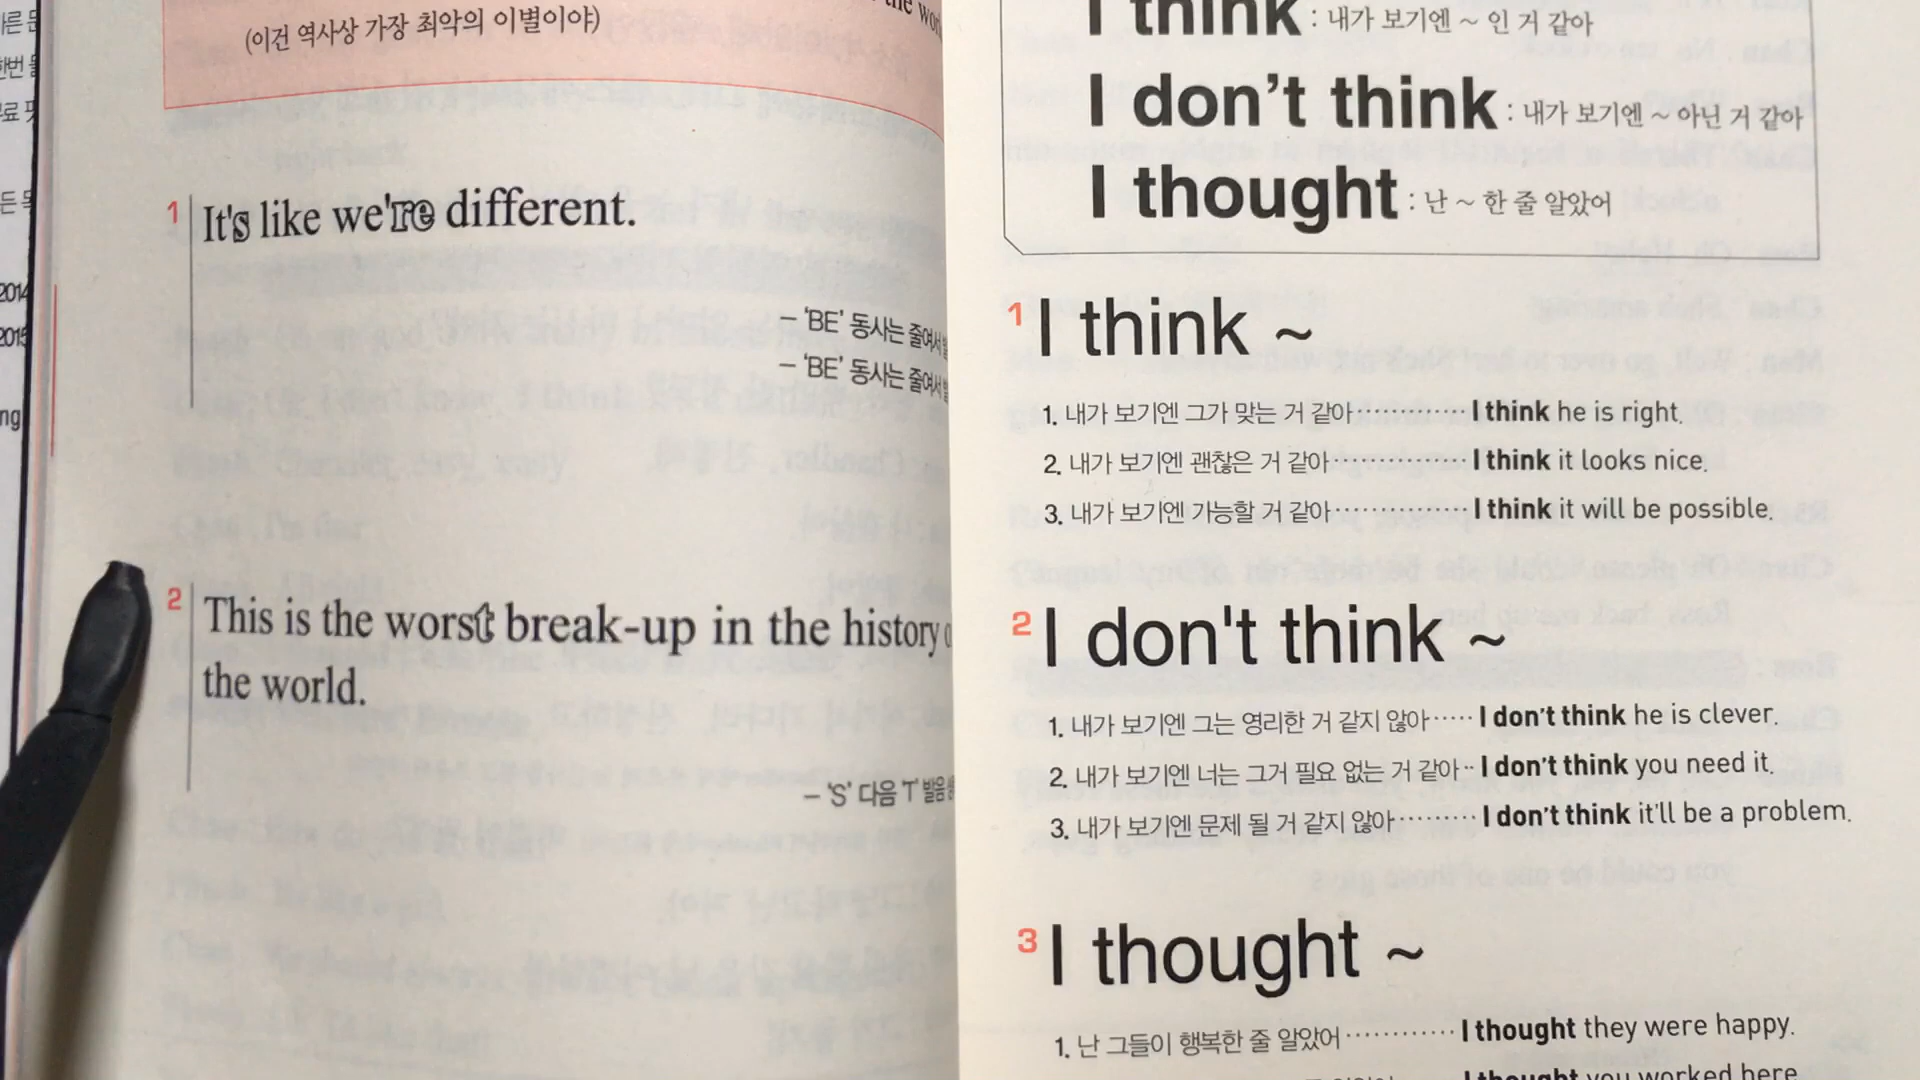 른
한번
료
든
2014
2015
ng
the
(이건 역사상 가장 최악의 이별이야)
1 It's like we're different.
– 'BE' 동사는 줄여서
– 'BE' 동사는 줄여서
2 This is the worst break-up in the history
the world.
– 'S' 다음 'T' 발음
I think : 내가 보기엔 ~ 인 거 같아
I don't think : 내가 보기엔 ~ 아닌 거 같아
I thought : 난 ~ 한 줄 알았어
1 I think ~
1. 내가 보기엔 그가 맞는 거 같아 ············· I think he is right.
2. 내가 보기엔 괜찮은 거 같아 ················ I think it looks nice.
3. 내가 보기엔 가능할 거 같아 ················ I think it will be possible.
2 I don't think ~
1. 내가 보기엔 그는 영리한 거 같지 않아 ····· I don't think he is clever.
2. 내가 보기엔 너는 그거 필요 없는 거 같아 ·· I don't think you need it.
3. 내가 보기엔 문제 될 거 같지 않아 ········· I don't think it'll be a problem.
3 I thought ~
1. 난 그들이 행복한 줄 알았어 ············ I thought they were happy.
I thought you worked here